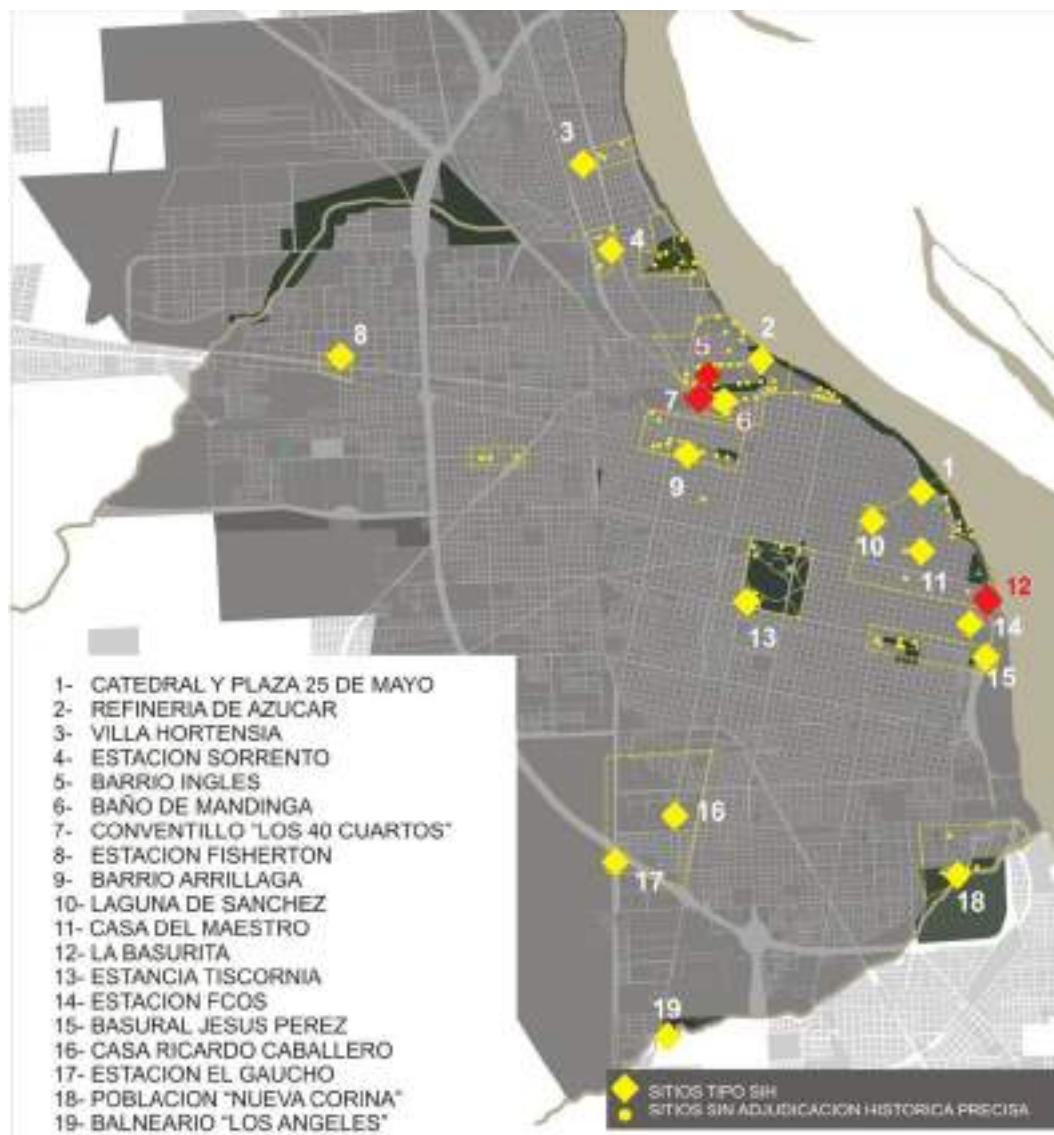 3
4
2
8
5
7
6
9
1
10
11
12
13
14
15
16
17
18
19
1- CATEDRAL Y PLAZA 25 DE MAYO
2- REFINERIA DE AZUCAR
3- VILLA HORTENSIA
4- ESTACION SORRENTO
5- BARRIO INGLES
6- BAÑO DE MANDINGA
7- CONVENTILLO "LOS 40 CUARTOS"
8- ESTACION FISHERTON
9- BARRIO ARRILLAGA
10- LAGUNA DE SANCHEZ
11- CASA DEL MAESTRO
12- LA BASURITA
13- ESTANCIA TISCORNIA
14- ESTACION FCOS
15- BASURAL JESUS PEREZ
16- CASA RICARDO CABALLERO
17- ESTACION EL GAUCHO
18- POBLACION "NUEVA CORINA"
19- BALNEARIO "LOS ANGELES"
SITIOS TIPO SIH
SITIOS SIN ADJUDICACION HISTORICA PRECISA